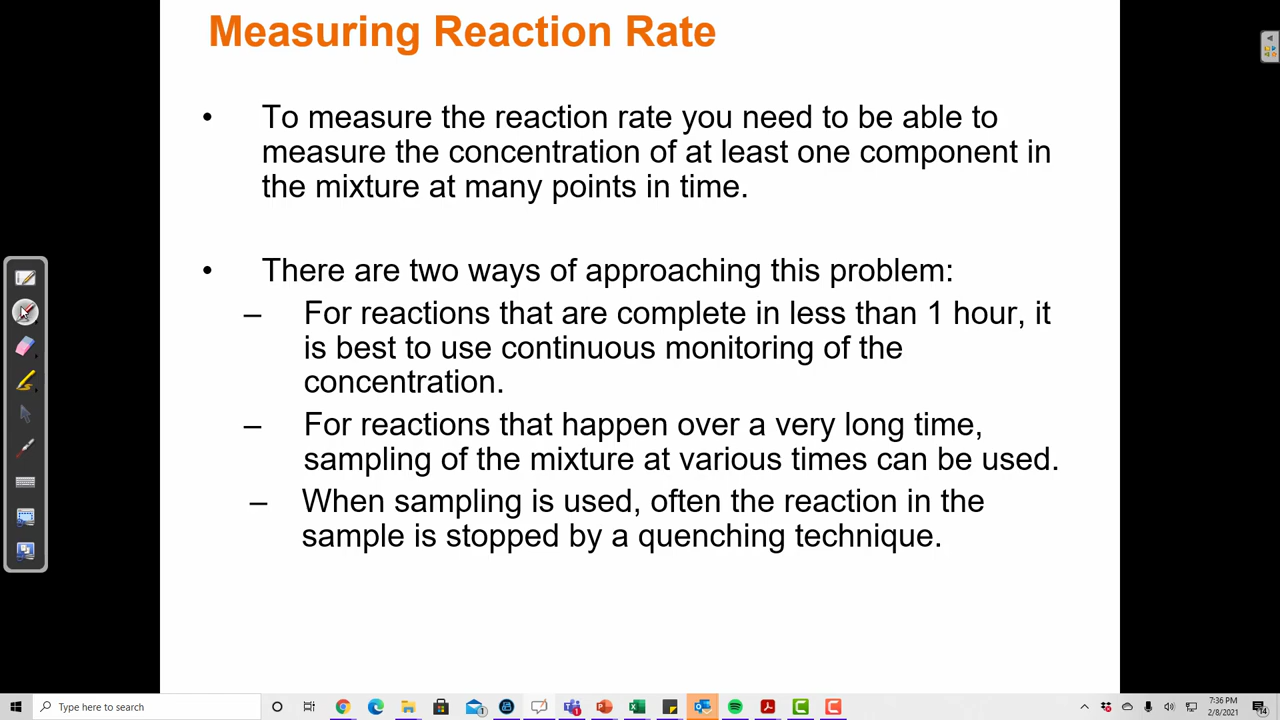 Measuring Reaction Rate
• To measure the reaction rate you need to be able to
measure the concentration of at least one component in
the mixture at many points in time.
• There are two ways of approaching this problem:
– For reactions that are complete in less than 1 hour, it
is best to use continuous monitoring of the
concentration.
– For reactions that happen over a very long time,
sampling of the mixture at various times can be used.
– When sampling is used, often the reaction in the
sample is stopped by a quenching technique.
Type here to search
7:36 PM
2/8/2021